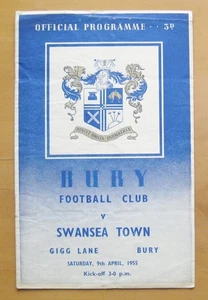 OFFICIAL PROGRAMME - - 3D
BURY
FOOTBALL CLUB
v
SWANSEA TOWN
GIGG LANE BURY
SATURDAY, 9th APRIL, 1955
Kick-off 3-0 p.m.